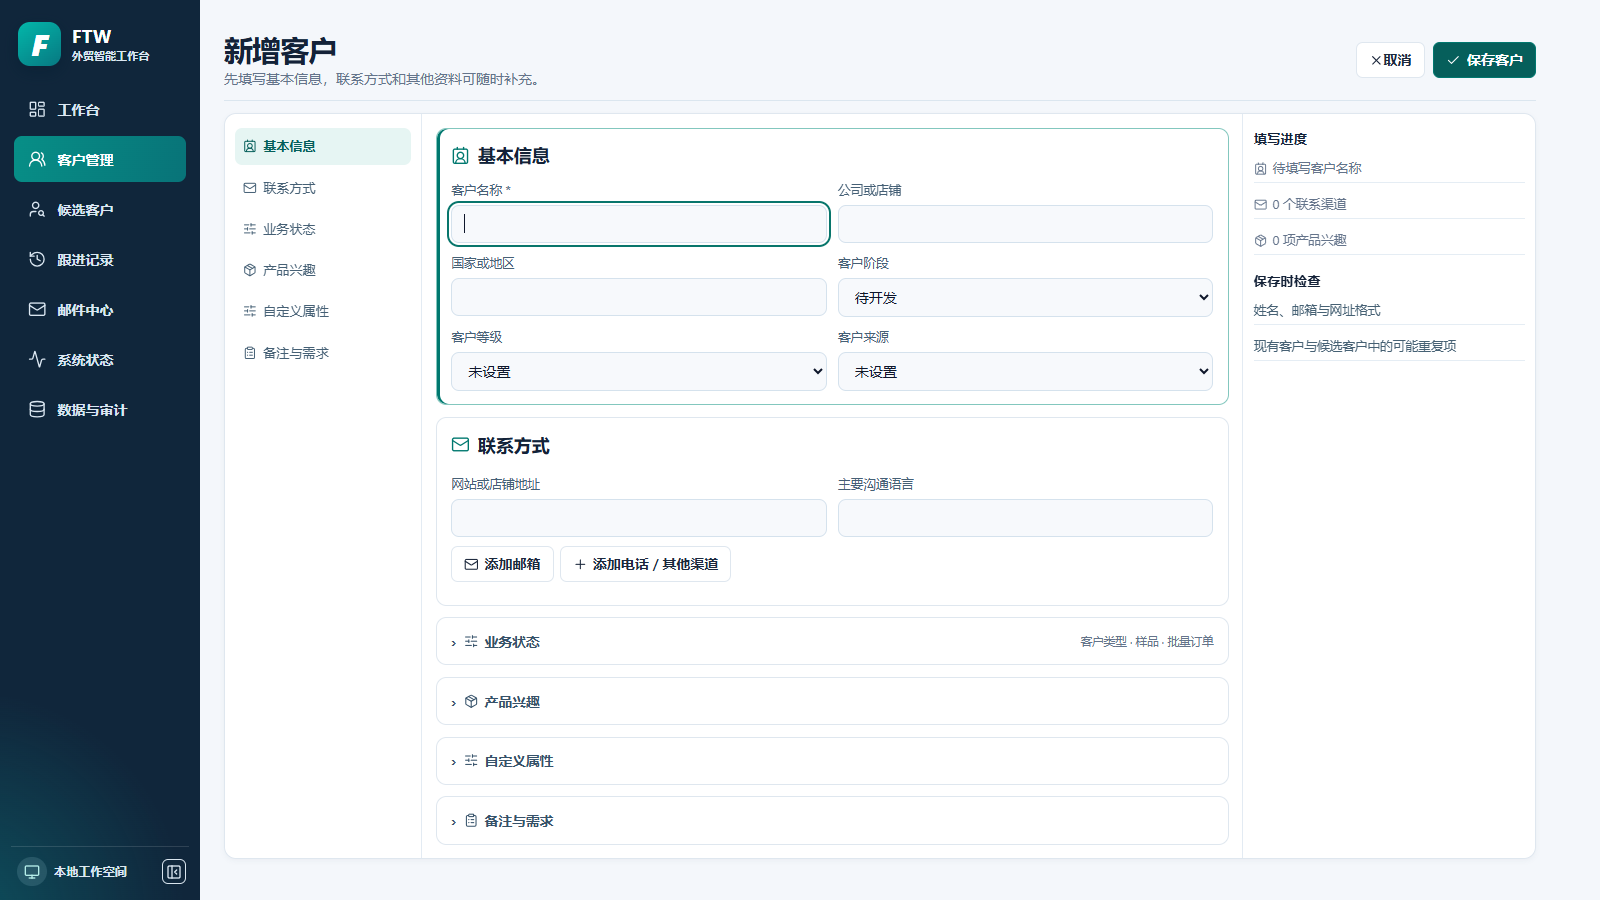 F
FTW
外贸智能工作台
工作台
客户管理
候选客户
跟进记录
邮件中心
系统状态
数据与审计
本地工作空间
新增客户
先填写基本信息，联系方式和其他资料可随时补充。
取消
保存客户
基本信息
联系方式
业务状态
产品兴趣
自定义属性
备注与需求
基本信息
客户名称 *
公司或店铺
国家或地区
客户阶段
待开发
客户等级
客户来源
未设置
未设置
联系方式
网站或店铺地址
主要沟通语言
添加邮箱
添加电话 / 其他渠道
业务状态
客户类型 · 样品 · 批量订单
产品兴趣
自定义属性
备注与需求
填写进度
待填写客户名称
0 个联系渠道
0 项产品兴趣
保存时检查
姓名、邮箱与网址格式
现有客户与候选客户中的可能重复项